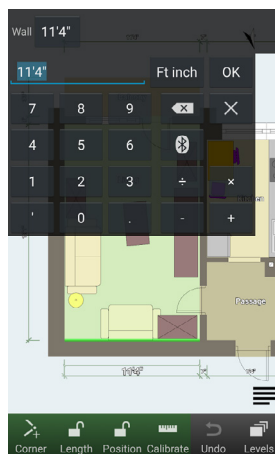 Wall 11'4"
11'4" Ft inch OK
7 8 9
4 5 6
1 2 3 ÷ ×
' 0 . - +
Passage
11'4"
Corner Length Position Calibrate Undo Levels